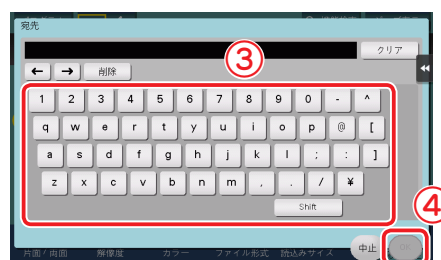 宛先
クリア
③
← → 削除
1 2 3 4 5 6 7 8 9 0 - ^
q w e r t y u i o p @ [
a s d f g h j k l ; : ]
z x c v b n m , . / ¥
Shift
④
中止 OK
片面/両面 解像度 カラー ファイル形式 読込みサイズ